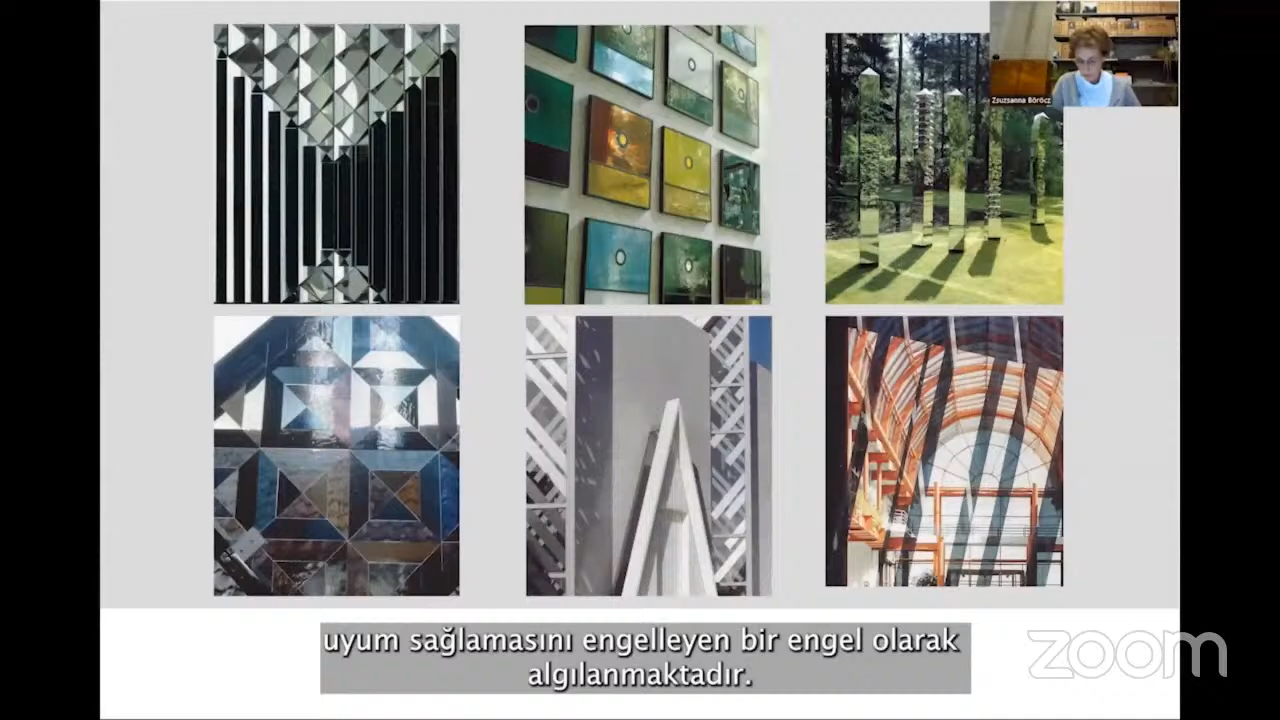 Zsuzsanna Böröcz
uyum sağlamasını engelleyen bir engel olarak
algılanmaktadır.
zoom